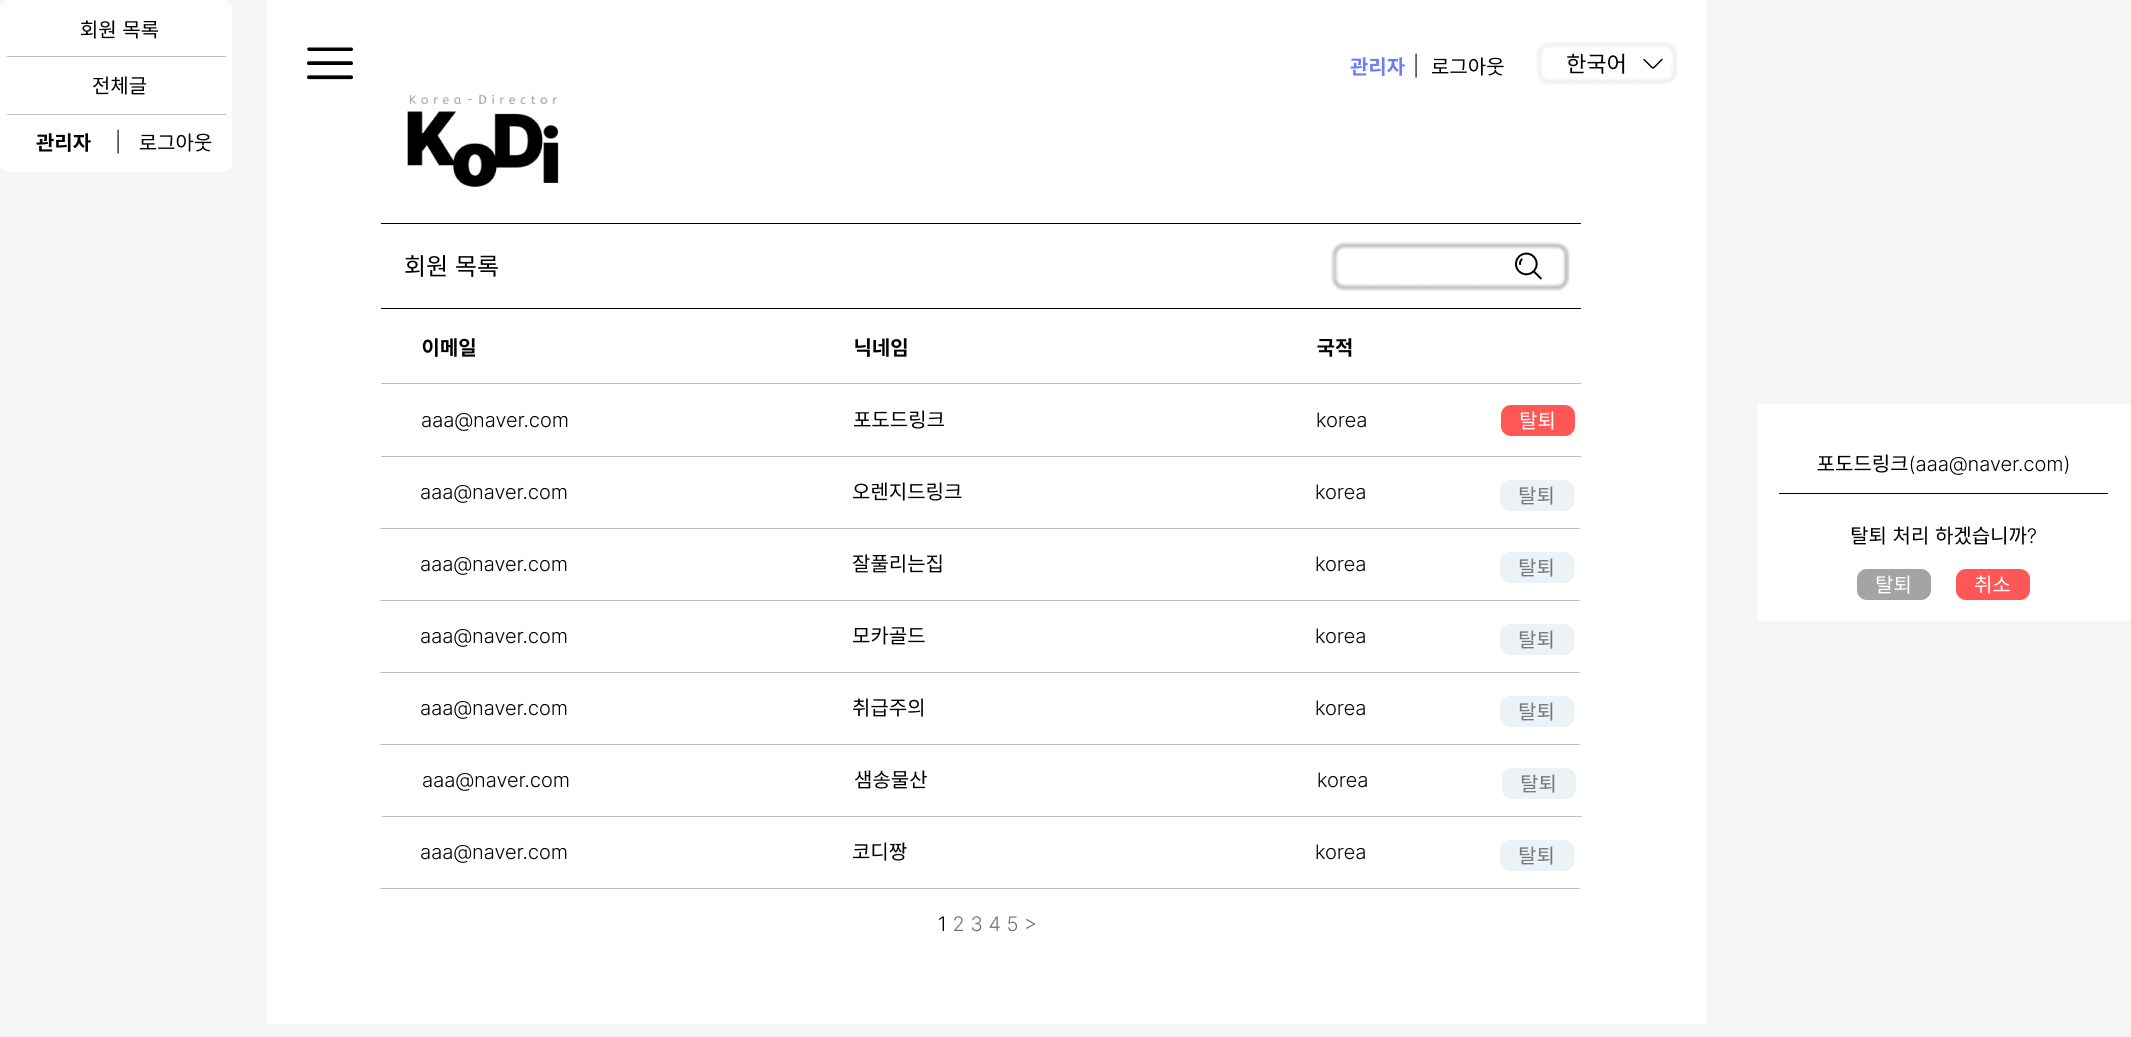 회원 목록
전체글
관리자 | 로그아웃
관리자 | 로그아웃 한국어
Korea-Director
KoDi
회원 목록
이메일 닉네임 국적
aaa@naver.com 포도드링크 korea 탈퇴
aaa@naver.com 오렌지드링크 korea 탈퇴
aaa@naver.com 잘풀리는집 korea 탈퇴
aaa@naver.com 모카골드 korea 탈퇴
aaa@naver.com 취급주의 korea 탈퇴
aaa@naver.com 샘송물산 korea 탈퇴
aaa@naver.com 코디짱 korea 탈퇴
1 2 3 4 5 >
포도드링크(aaa@naver.com)
탈퇴 처리 하겠습니까?
탈퇴 취소